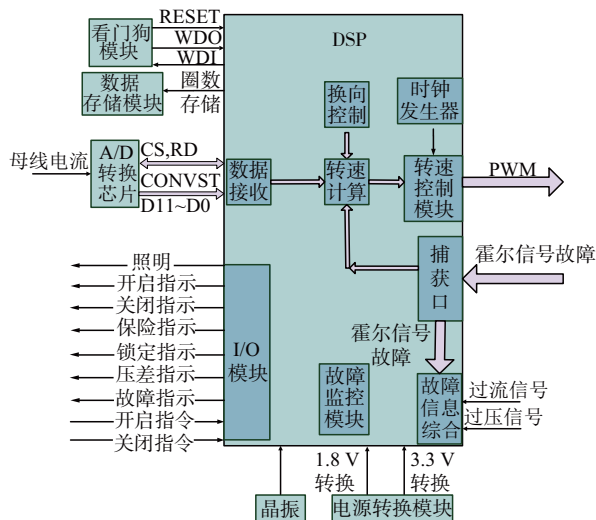 RESET
看门狗
模块
WDO
WDI
DSP
数据
存储模块
圈数
存储
换向
控制
时钟
发生器
母线电流
A/D
转换
芯片
CS,RD
CONVST
D11~D0
数据
接收
转速
计算
转速
控制
模块
PWM
捕
获
口
霍尔信号故障
霍尔信号
故障
照明
开启指示
关闭指示
保险指示
锁定指示
压差指示
故障指示
开启指令
关闭指令
I/O
模块
故障
监控
模块
故障
信息
综合
过流信号
过压信号
1.8 V
转换
3.3 V
转换
晶振
电源转换模块